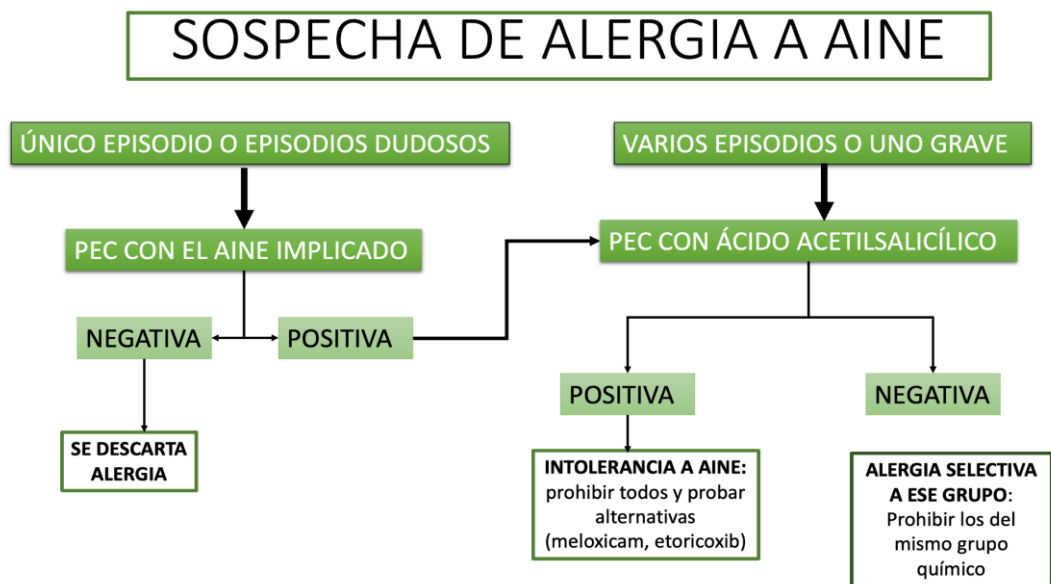 SOSPECHA DE ALERGIA A AINE
ÚNICO EPISODIO O EPISODIOS DUDOSOS
VARIOS EPISODIOS O UNO GRAVE
PEC CON EL AINE IMPLICADO
PEC CON ÁCIDO ACETILSALICÍLICO
NEGATIVA
POSITIVA
POSITIVA
NEGATIVA
SE DESCARTA
ALERGIA
INTOLERANCIA A AINE:
prohibir todos y probar
alternativas
(meloxicam, etoricoxib)
ALERGIA SELECTIVA
A ESE GRUPO:
Prohibir los del
mismo grupo
químico